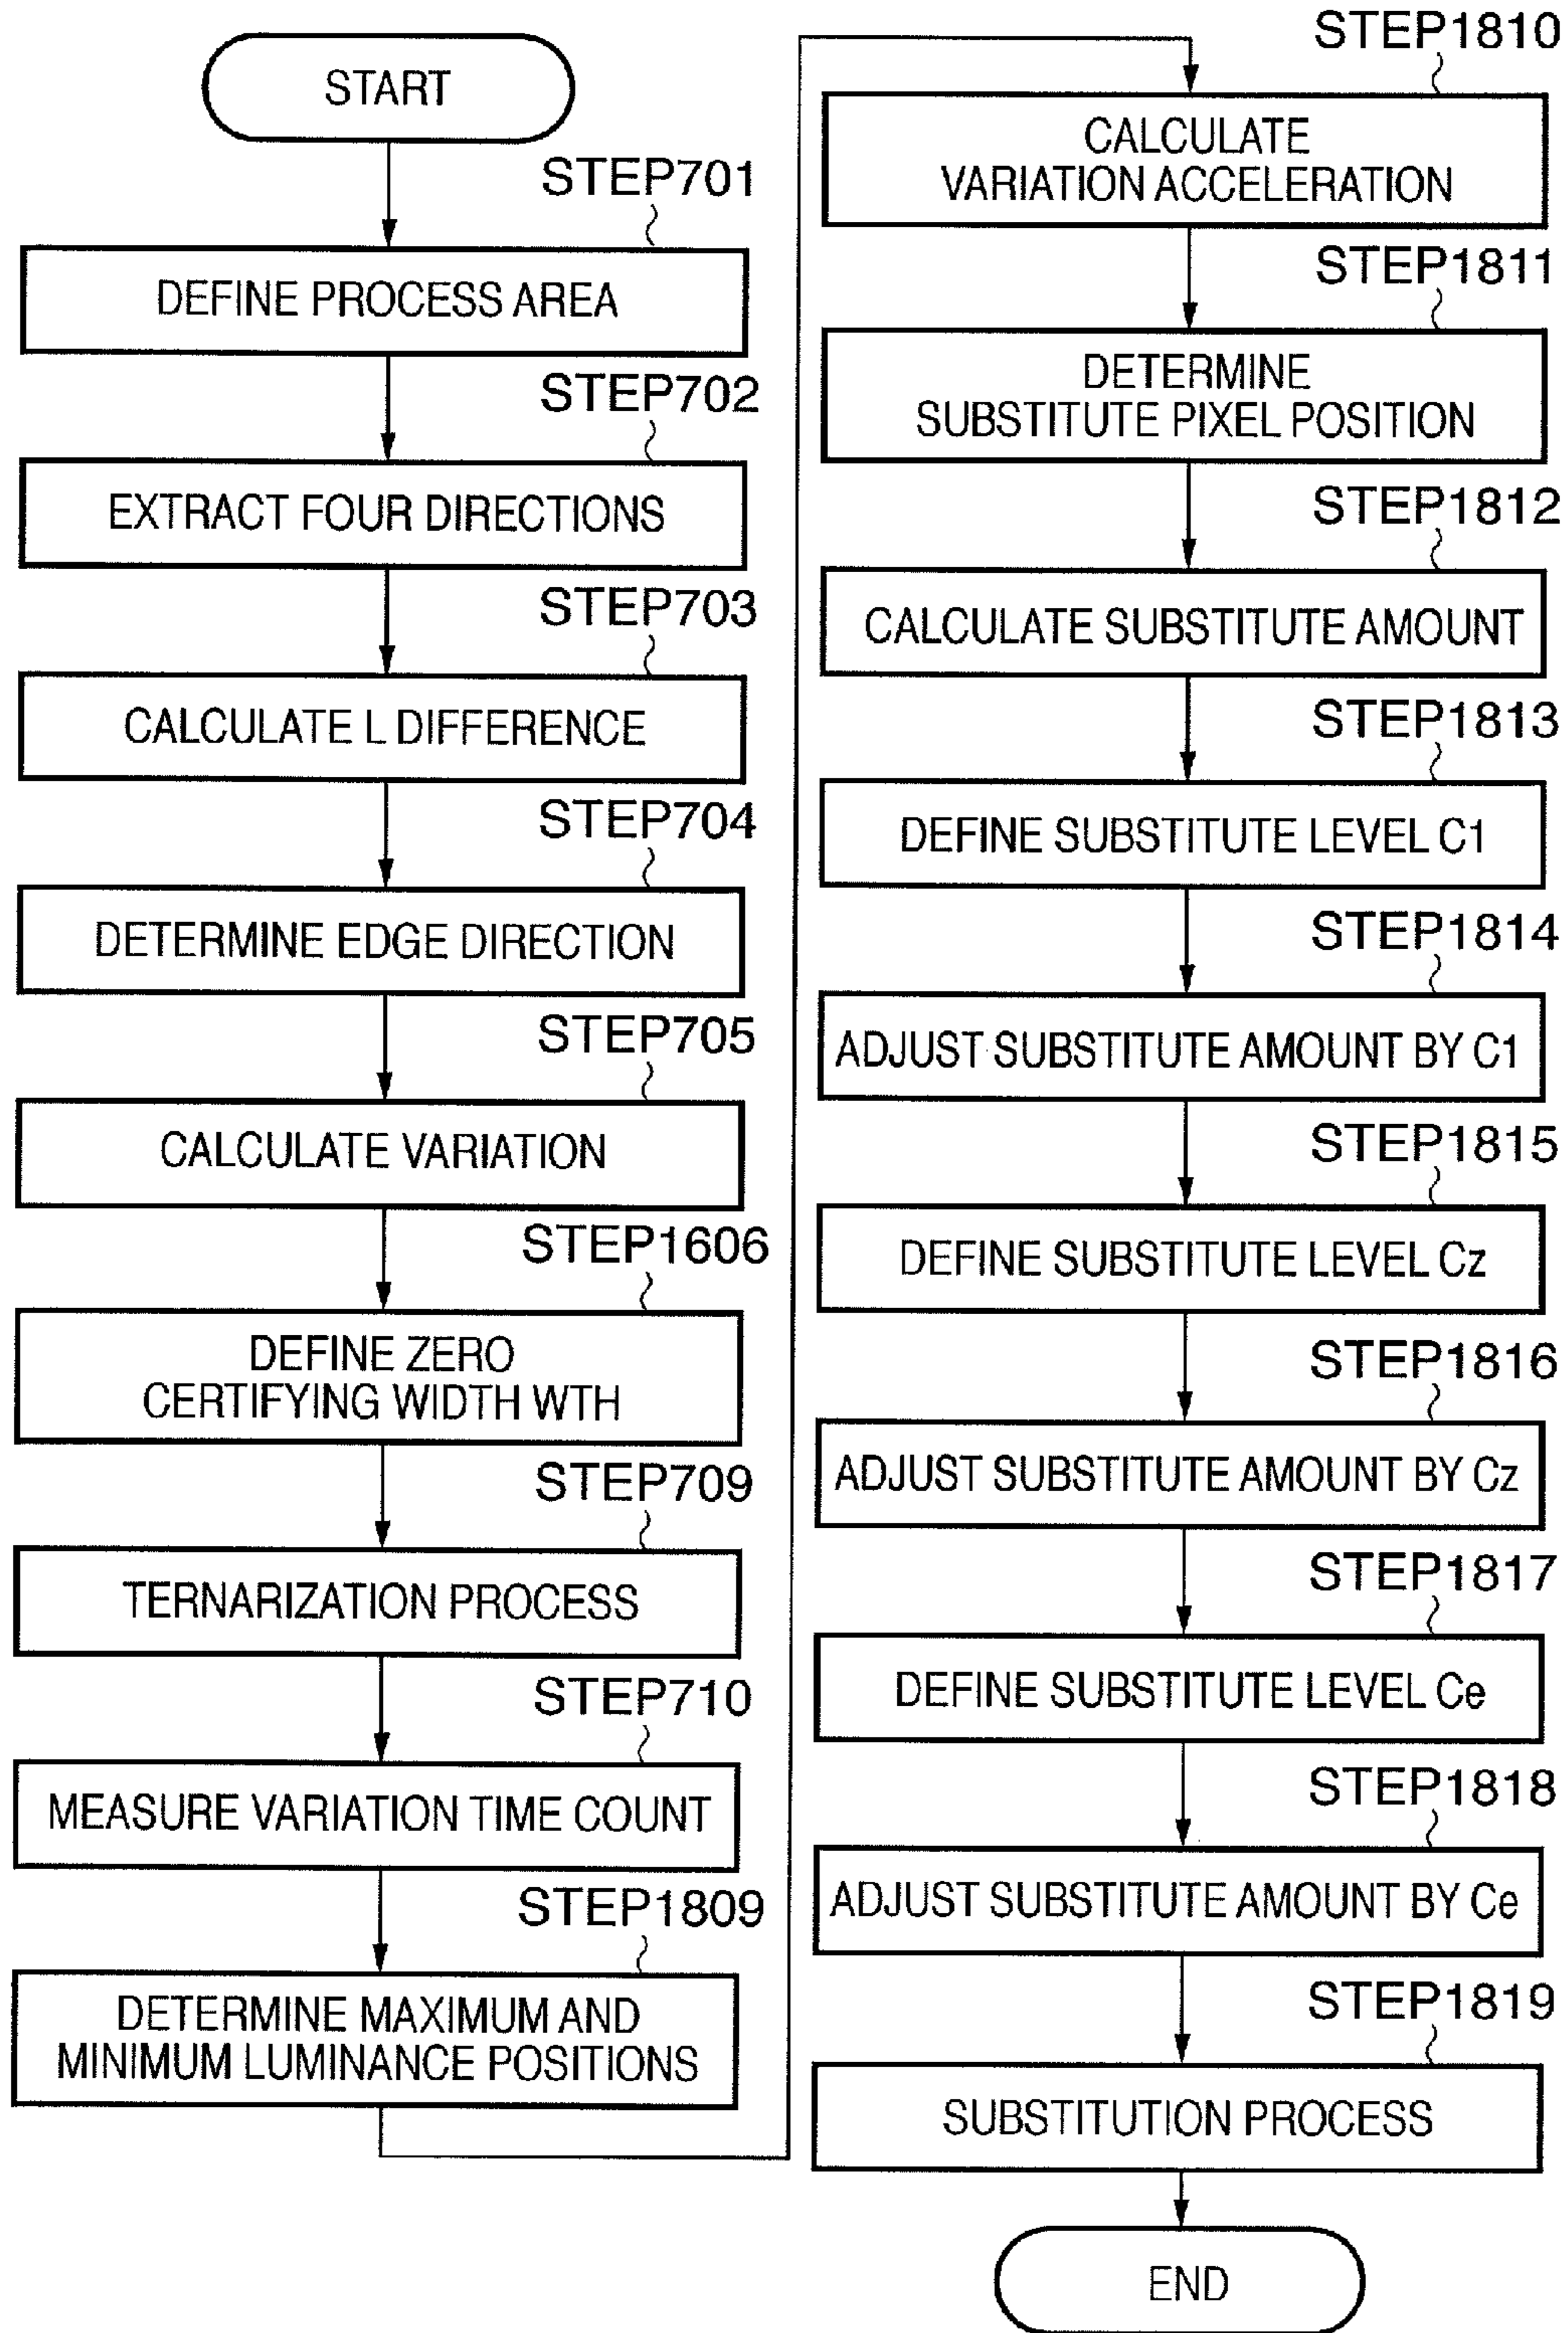 START
STEP701
DEFINE PROCESS AREA
STEP702
EXTRACT FOUR DIRECTIONS
STEP703
CALCULATE L DIFFERENCE
STEP704
DETERMINE EDGE DIRECTION
STEP705
CALCULATE VARIATION
STEP1606
DEFINE ZERO
CERTIFYING WIDTH WTH
STEP709
TERNARIZATION PROCESS
STEP710
MEASURE VARIATION TIME COUNT
STEP1809
DETERMINE MAXIMUM AND
MINIMUM LUMINANCE POSITIONS
STEP1810
CALCULATE
VARIATION ACCELERATION
STEP1811
DETERMINE
SUBSTITUTE PIXEL POSITION
STEP1812
CALCULATE SUBSTITUTE AMOUNT
STEP1813
DEFINE SUBSTITUTE LEVEL C1
STEP1814
ADJUST SUBSTITUTE AMOUNT BY C1
STEP1815
DEFINE SUBSTITUTE LEVEL Cz
STEP1816
ADJUST SUBSTITUTE AMOUNT BY Cz
STEP1817
DEFINE SUBSTITUTE LEVEL Ce
STEP1818
ADJUST SUBSTITUTE AMOUNT BY Ce
STEP1819
SUBSTITUTION PROCESS
END